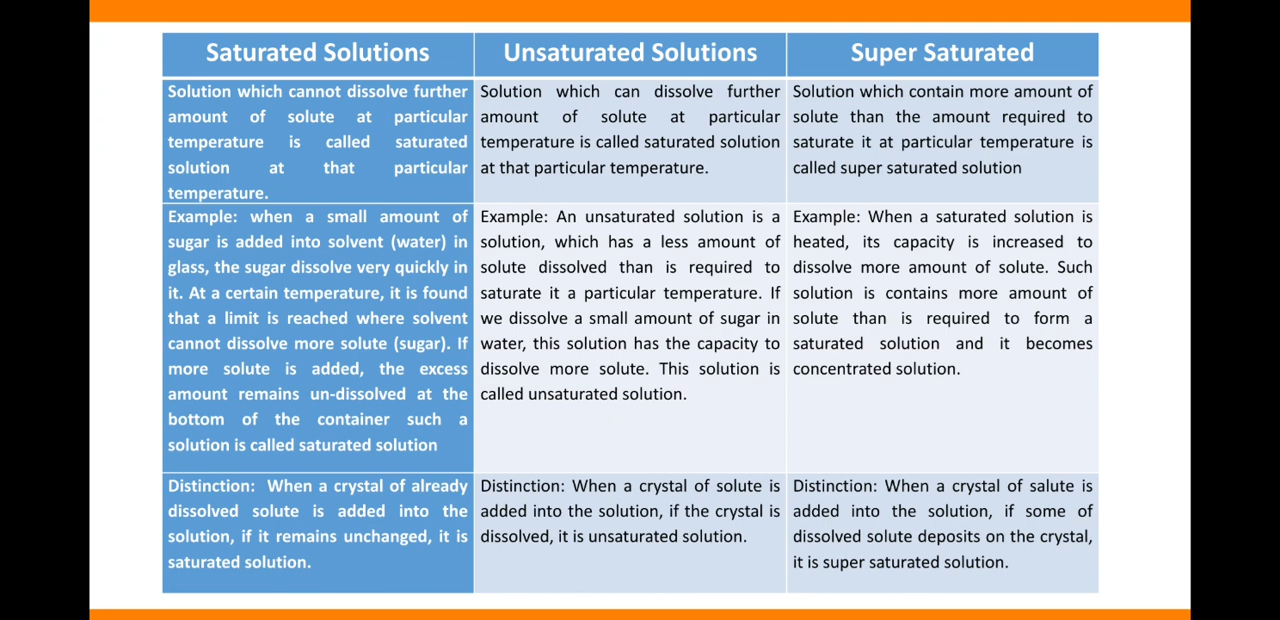 Saturated Solutions
Unsaturated Solutions
Super Saturated
Solution which cannot dissolve further
amount of solute at particular
temperature is called saturated
solution at that particular
temperature.
Solution which can dissolve further
amount of solute at particular
temperature is called saturated solution
at that particular temperature.
Solution which contain more amount of
solute than the amount required to
saturate it at particular temperature is
called super saturated solution
Example: when a small amount of
sugar is added into solvent (water) in
glass, the sugar dissolve very quickly in
it. At a certain temperature, it is found
that a limit is reached where solvent
cannot dissolve more solute (sugar). If
more solute is added, the excess
amount remains un-dissolved at the
bottom of the container such a
solution is called saturated solution
Example: An unsaturated solution is a
solution, which has a less amount of
solute dissolved than is required to
saturate it a particular temperature. If
we dissolve a small amount of sugar in
water, this solution has the capacity to
dissolve more solute. This solution is
called unsaturated solution.
Example: When a saturated solution is
heated, its capacity is increased to
dissolve more amount of solute. Such
solution is contains more amount of
solute than is required to form a
saturated solution and it becomes
concentrated solution.
Distinction: When a crystal of already
dissolved solute is added into the
solution, if it remains unchanged, it is
saturated solution.
Distinction: When a crystal of solute is
added into the solution, if the crystal is
dissolved, it is unsaturated solution.
Distinction: When a crystal of salute is
added into the solution, if some of
dissolved solute deposits on the crystal,
it is super saturated solution.